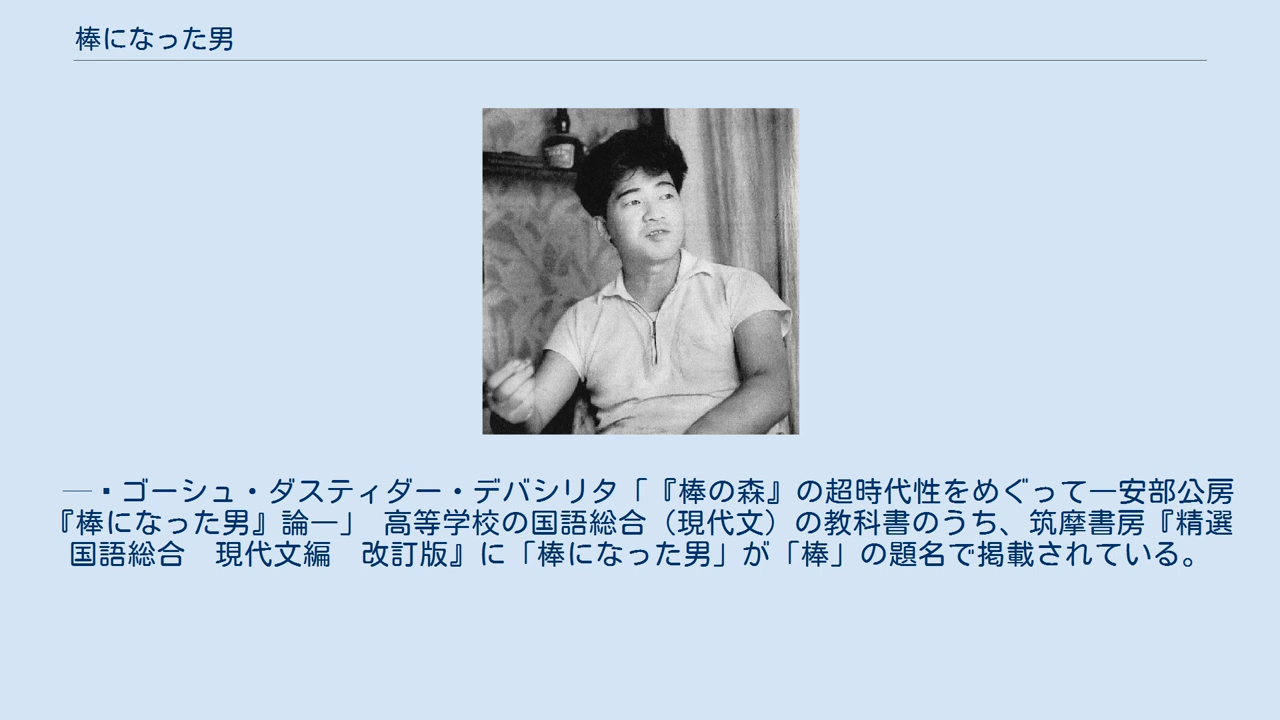 棒になった男
―▪ゴーシュ・ダスティダー・デバシリタ「『棒の森』の超時代性をめぐって―安部公房
『棒になった男』論―」 高等学校の国語総合（現代文）の教科書のうち、筑摩書房『精選
国語総合　現代文編　改訂版』に「棒になった男」が「棒」の題名で掲載されている。